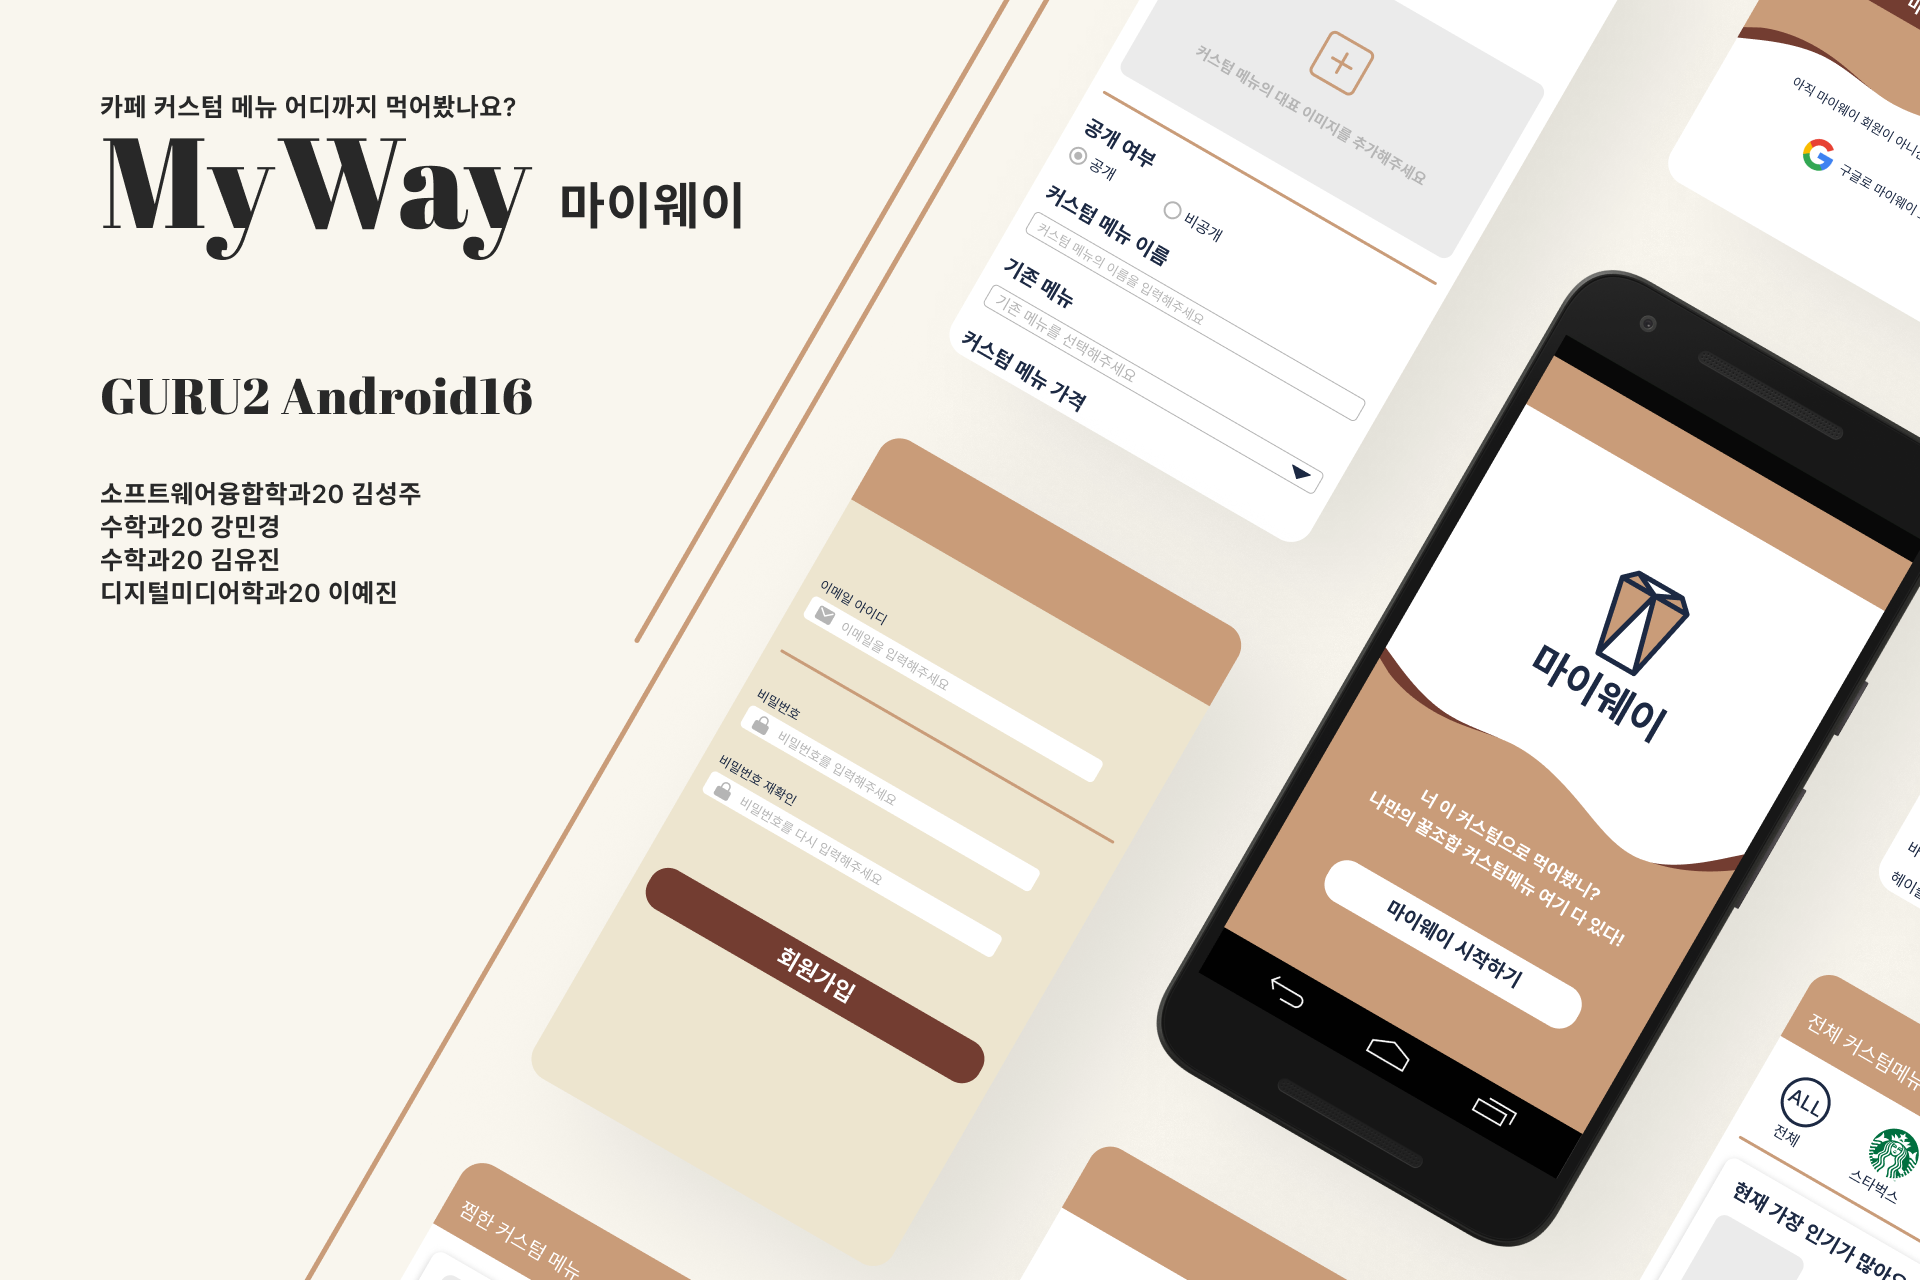 카페 커스텀 메뉴 어디까지 먹어봤나요?
My Way 마이웨이
GURU2 Android16
소프트웨어융합학과20 김성주
수학과20 강민경
수학과20 김유진
디지털미디어학과20 이예진
커스텀 메뉴의 대표 이미지를 추가해주세요
공개 여부
공개
비공개
커스텀 메뉴 이름
커스텀 메뉴의 이름을 입력해주세요
기존 메뉴
기존 메뉴를 선택해주세요
커스텀 메뉴 가격
아직 마이웨이 회원이 아니신
구글로 마이웨이
이메일 아이디
이메일을 입력해주세요
비밀번호
비밀번호를 입력해주세요
비밀번호 재확인
비밀번호를 다시 입력해주세요
회원가입
마이웨이
너 이 커스텀으로 먹어봤니?
나만의 꿀조합 커스텀메뉴 여기 다 있다!
마이웨이 시작하기
헤이즐
전체 커스텀메뉴
ALL
전체
스타벅스
현재 가장 인기가 많아요
찜한 커스텀 메뉴